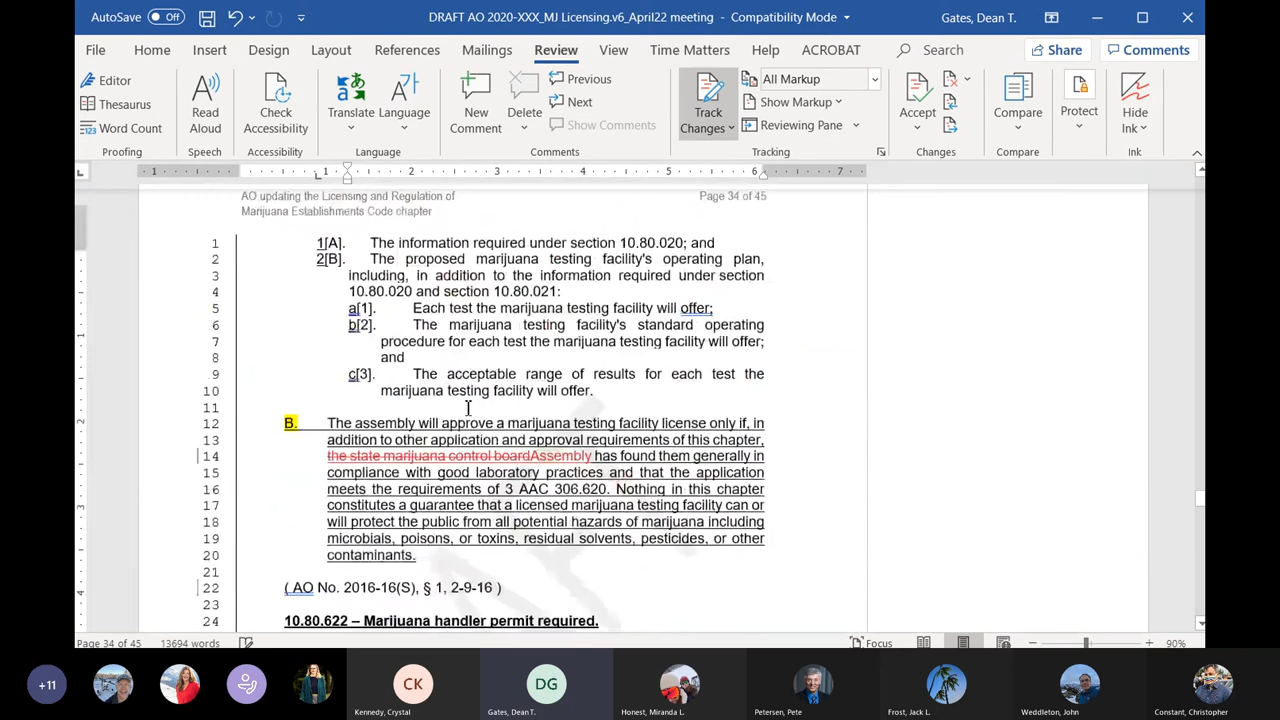 AutoSave Off DRAFT AO 2020-XXX_MJ Licensing.v6_April22 meeting - Compatibility Mode Gates, Dean T.
File Home Insert Design Layout References Mailings Review View Time Matters Help ACROBAT Search Share Comments
Editor
Thesaurus
Word Count
Proofing
Read Aloud
Speech
Check Accessibility
Accessibility
Translate Language
Language
New Comment
Delete
Previous
Next
Show Comments
Comments
Track Changes
All Markup
Show Markup
Reviewing Pane
Tracking
Accept
Changes
Compare
Compare
Protect
Hide Ink
Ink
1 1 2 3 4 5 6 7
AO updating the Licensing and Regulation of Page 34 of 45
Marijuana Establishments Code chapter
1 1[A]. The information required under section 10.80.020; and
2 2[B]. The proposed marijuana testing facility's operating plan,
3 including, in addition to the information required under section
4 10.80.020 and section 10.80.021:
5 a[1]. Each test the marijuana testing facility will offer;
6 b[2]. The marijuana testing facility's standard operating
7 procedure for each test the marijuana testing facility will offer;
8 and
9 c[3]. The acceptable range of results for each test the
10 marijuana testing facility will offer.
11
12 B. The assembly will approve a marijuana testing facility license only if, in
13 addition to other application and approval requirements of this chapter,
14 the state marijuana control boardAssembly has found them generally in
15 compliance with good laboratory practices and that the application
16 meets the requirements of 3 AAC 306.620. Nothing in this chapter
17 constitutes a guarantee that a licensed marijuana testing facility can or
18 will protect the public from all potential hazards of marijuana including
19 microbials, poisons, or toxins, residual solvents, pesticides, or other
20 contaminants.
21
22 ( AO No. 2016-16(S), § 1, 2-9-16 )
23
24 10.80.622 – Marijuana handler permit required.
Page 34 of 45 13694 words Focus 90%
+11 CK DG
Kennedy, Crystal Gates, Dean T. Honest, Miranda L. Petersen, Pete Frost, Jack L. Weddleton, John Constant, Christopher